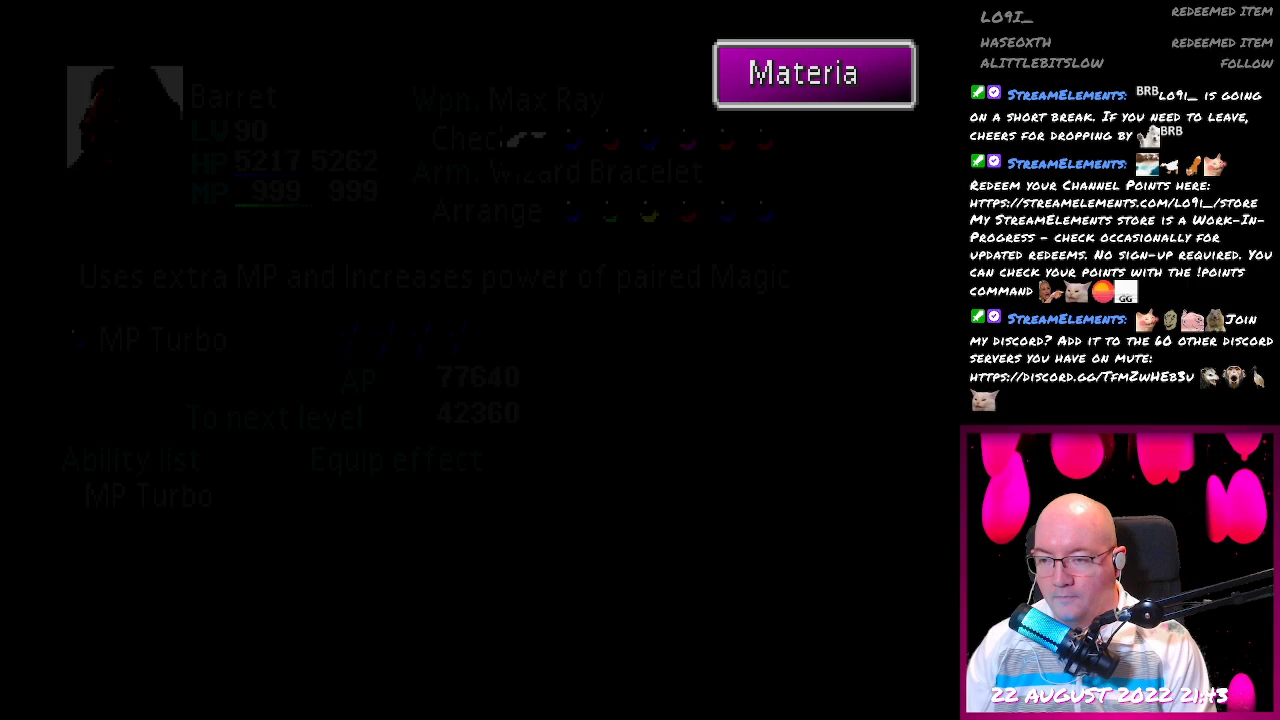 Materia
Barret
LV 90
HP 5217 5262
MP 999 999
Wpn. Max Ray
Check
Arm. Wizard Bracelet
Arrange
Uses extra MP and Increases power of paired Magic
MP Turbo
AP 77640
To next level 42360
Ability list Equip effect
MP Turbo
LO9I_ REDEEMED ITEM
HASEOXTH REDEEMED ITEM
ALITTLEBITSLOW FOLLOW
StreamElements: BRB LO9I_ IS GOING
ON A SHORT BREAK. IF YOU NEED TO LEAVE,
CHEERS FOR DROPPING BY BRB
StreamElements:
REDEEM YOUR CHANNEL POINTS HERE:
HTTPS://STREAMELEMENTS.COM/LO9I_/STORE
MY STREAMELEMENTS STORE IS A WORK-IN-
PROGRESS - CHECK OCCASIONALLY FOR
UPDATED REDEEMS. NO SIGN-UP REQUIRED. YOU
CAN CHECK YOUR POINTS WITH THE !POINTS
COMMAND GG
StreamElements: JOIN
MY DISCORD? ADD IT TO THE 60 OTHER DISCORD
SERVERS YOU HAVE ON MUTE:
HTTPS://DISCORD.GG/TFMZWHEB3U
22 AUGUST 2022 21:43